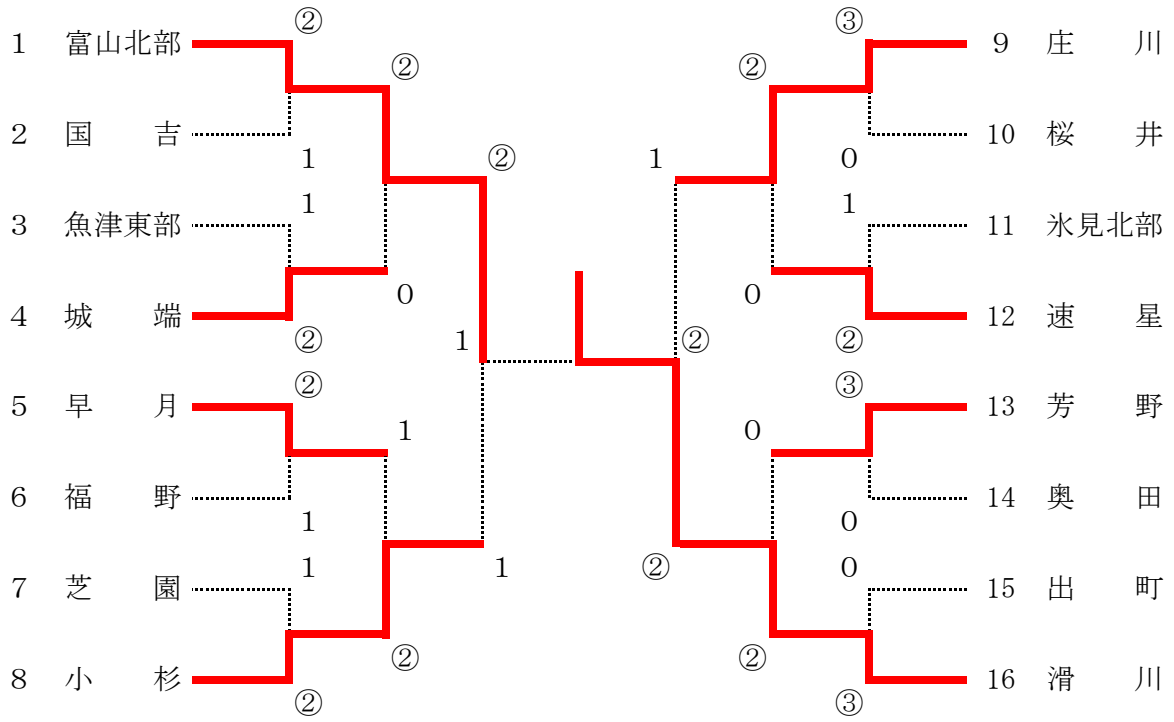 ② ③
1 富山北部 9 庄 川
② ②
2 国 吉 10 桜 井
1 ② 1 0
1 1
3 魚津東部 11 氷見北部
0 0
4 城 端 12 速 星
② 1 ② ②
② ③
5 早 月 13 芳 野
1 0
6 福 野 14 奥 田
1 0
1 1 ② 0
7 芝 園 15 出 町
② ②
8 小 杉 16 滑 川
② ③